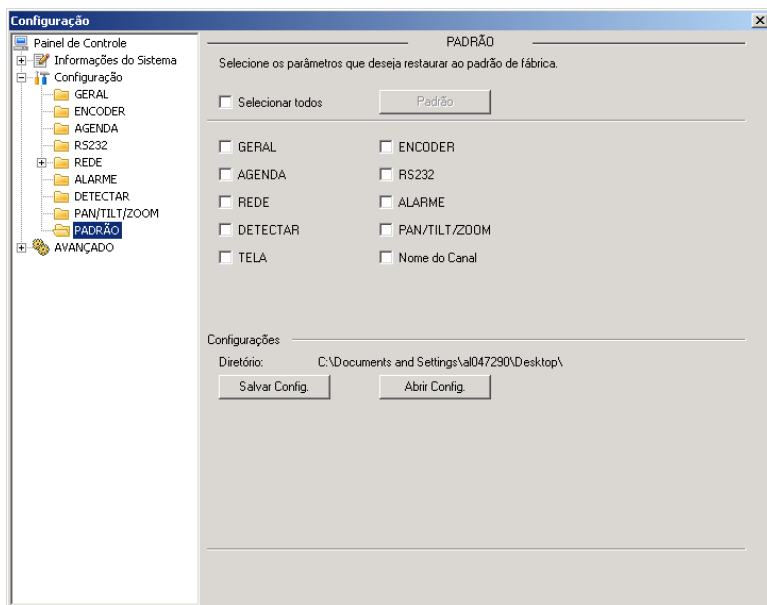 Configuração
Painel de Controle
Informações do Sistema
Configuração
GERAL
ENCODER
AGENDA
RS232
REDE
ALARME
DETECTAR
PAN/TILT/ZOOM
PADRÃO
AVANÇADO
PADRÃO
Selecione os parâmetros que deseja restaurar ao padrão de fábrica.
Selecionar todos Padrão
GERAL ENCODER
AGENDA RS232
REDE ALARME
DETECTAR PAN/TILT/ZOOM
TELA Nome do Canal
Configurações
Diretório: C:\Documents and Settings\al047290\Desktop\
Salvar Config. Abrir Config.